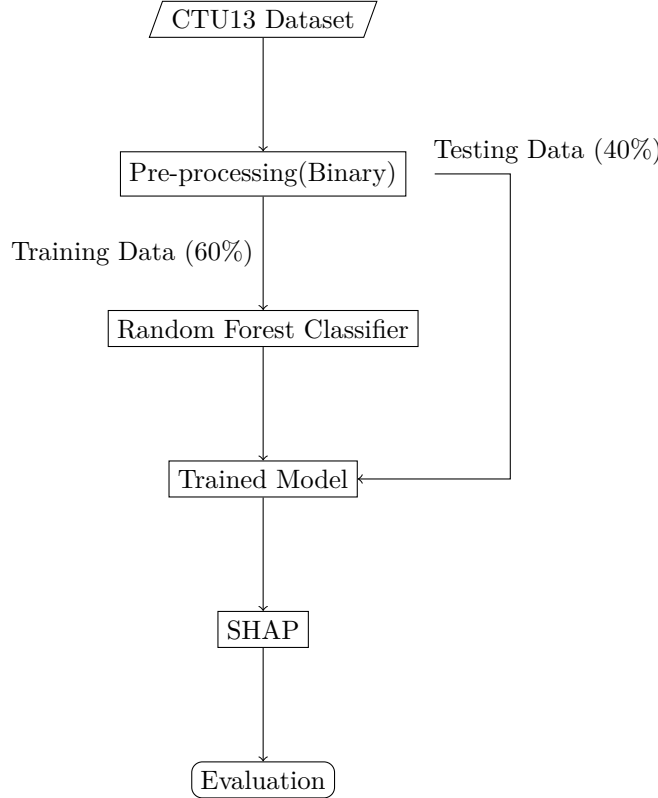 CTU13 Dataset
Pre-processing(Binary)
Testing Data (40%)
Training Data (60%)
Random Forest Classifier
Trained Model
SHAP
Evaluation